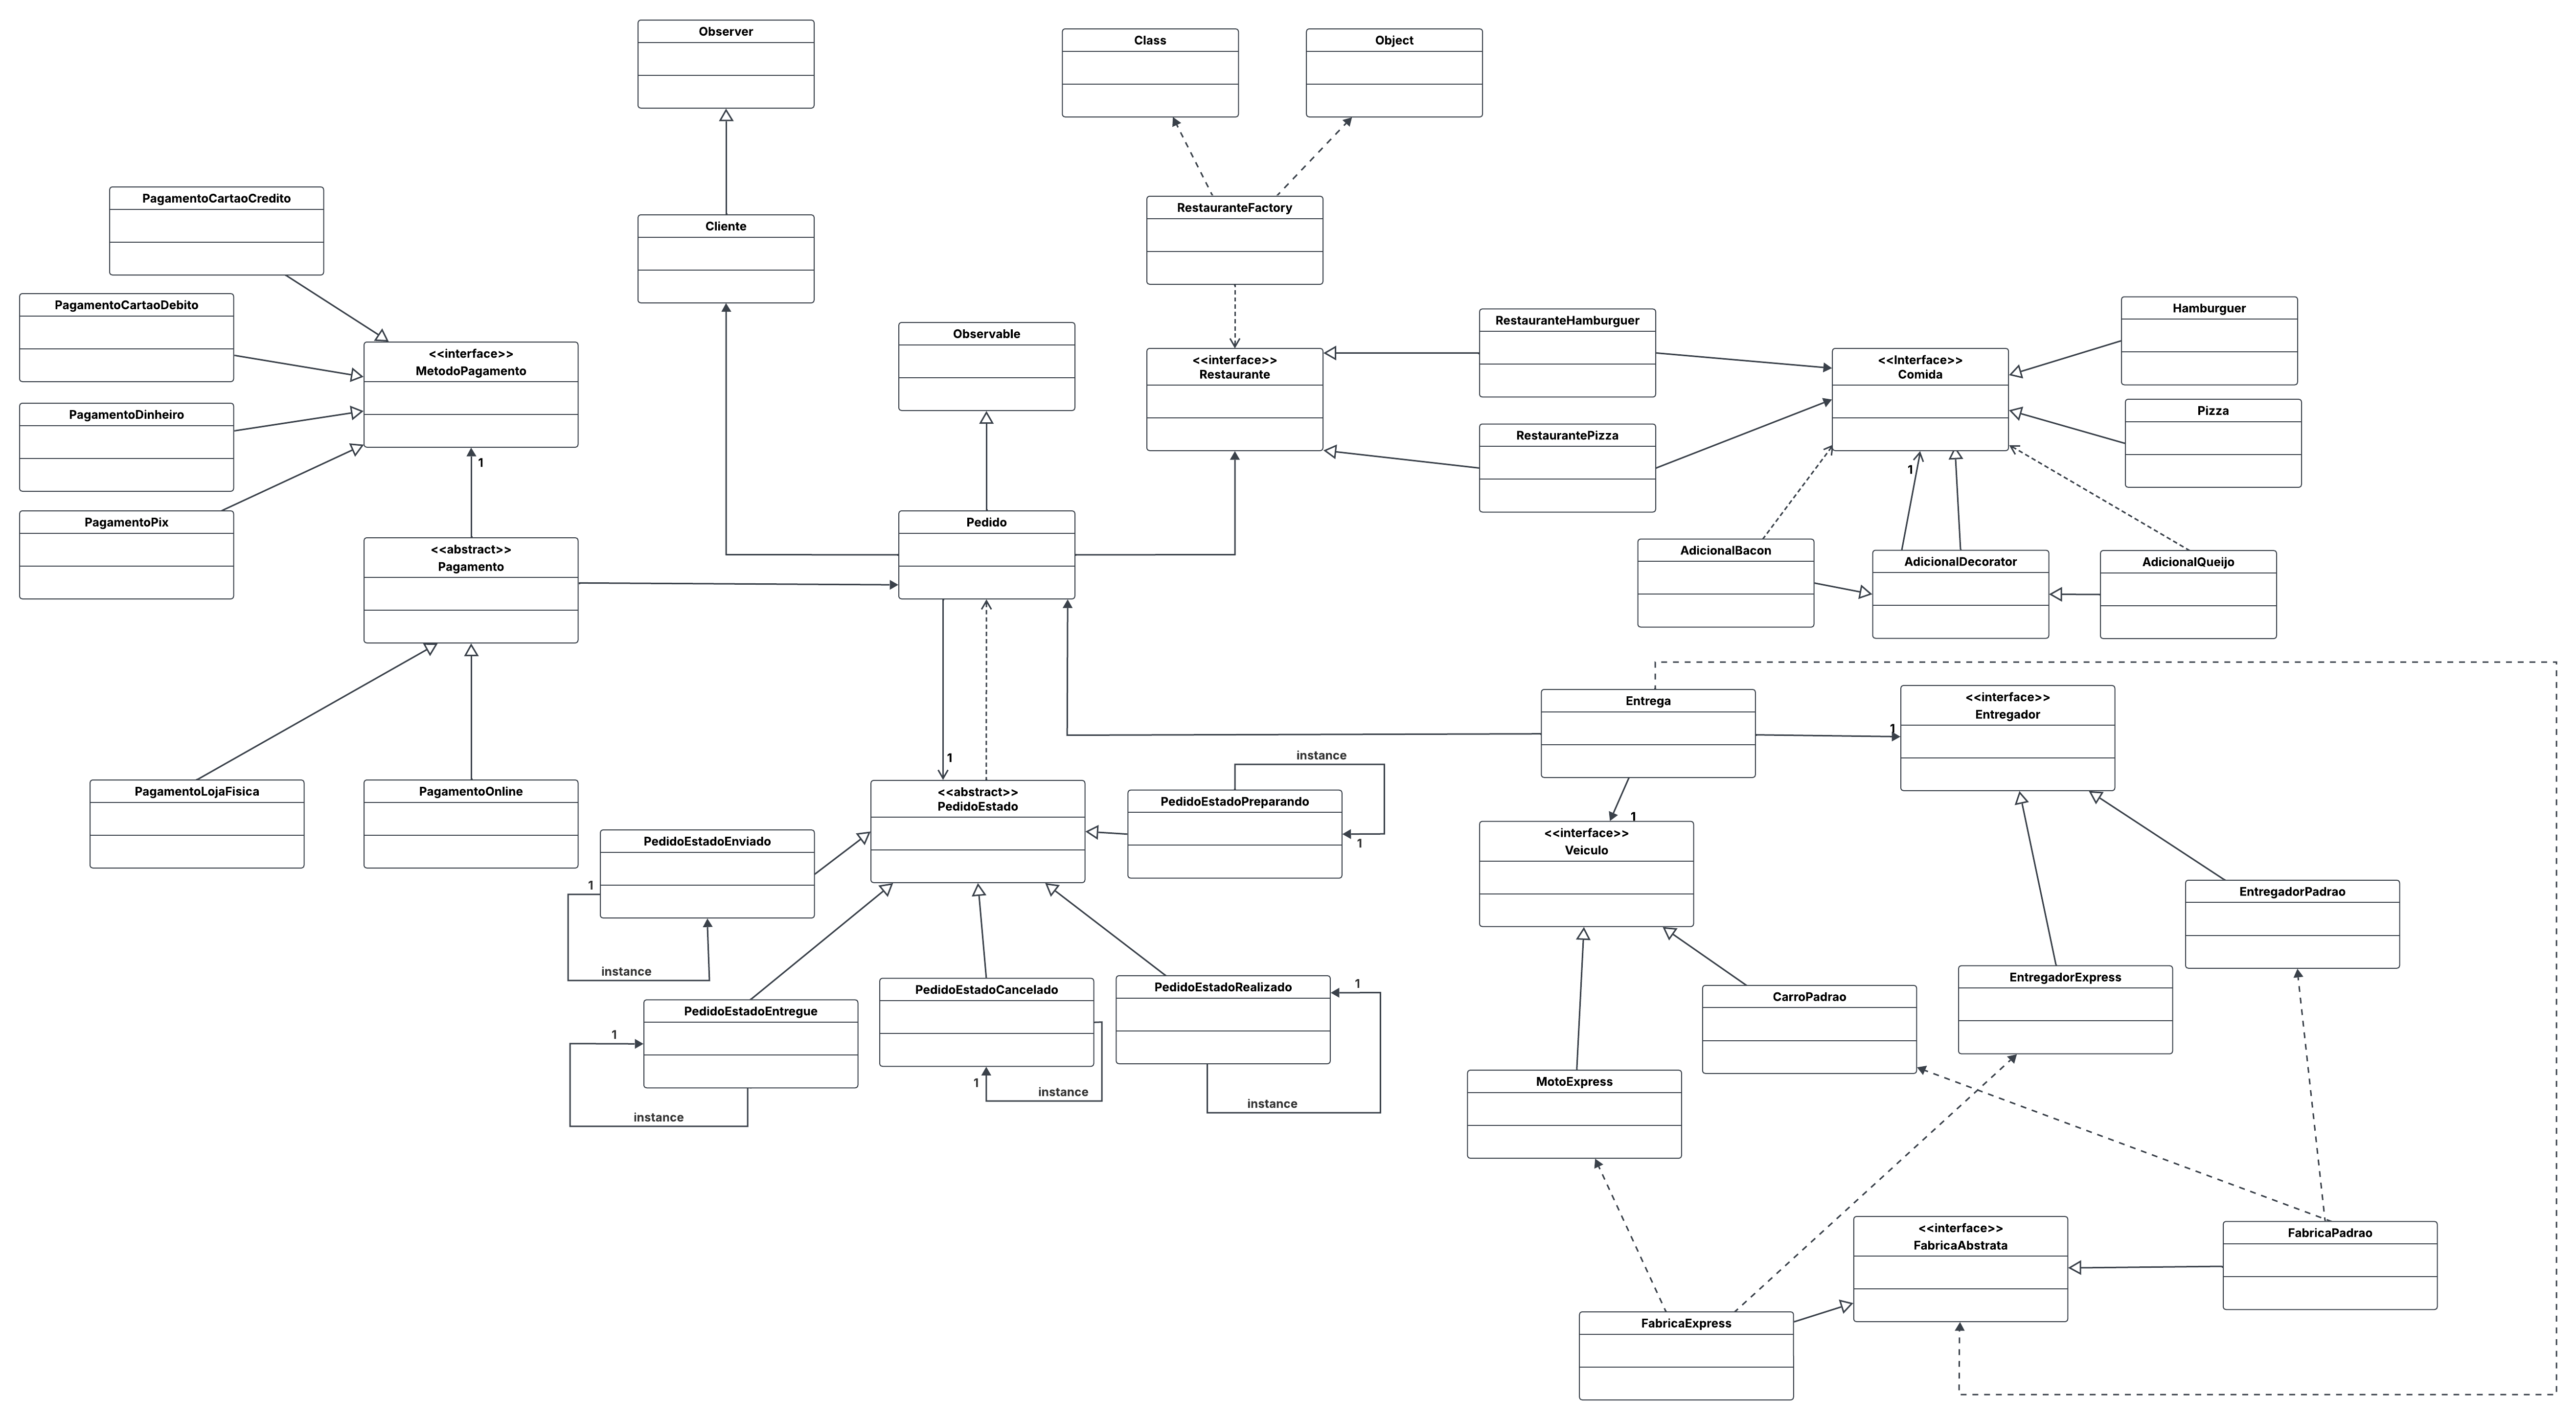 Observer
Class
Object
PagamentoCartaoCredito
RestauranteFactory
Cliente
PagamentoCartaoDebito
Hamburguer
RestauranteHamburguer
Observable
<<interface>>
MetodoPagamento
<<interface>>
Restaurante
<<Interface>>
Comida
PagamentoDinheiro
Pizza
RestaurantePizza
1
1
PagamentoPix
Pedido
<<abstract>>
Pagamento
AdicionalBacon
AdicionalDecorator
AdicionalQueijo
Entrega
<<interface>>
Entregador
1
1
instance
PagamentoLojaFisica
PagamentoOnline
<<abstract>>
PedidoEstado
PedidoEstadoPreparando
1
1
<<interface>>
Veiculo
PedidoEstadoEnviado
1
EntregadorPadrao
instance
EntregadorExpress
PedidoEstadoCancelado
PedidoEstadoRealizado
1
CarroPadrao
PedidoEstadoEntregue
1
1
instance
instance
instance
MotoExpress
<<interface>>
FabricaAbstrata
FabricaPadrao
FabricaExpress